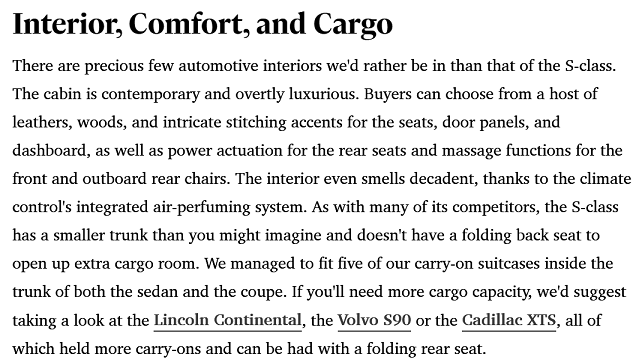 Interior, Comfort, and Cargo
There are precious few automotive interiors we'd rather be in than that of the S-class.
The cabin is contemporary and overtly luxurious. Buyers can choose from a host of
leathers, woods, and intricate stitching accents for the seats, door panels, and
dashboard, as well as power actuation for the rear seats and massage functions for the
front and outboard rear chairs. The interior even smells decadent, thanks to the climate
control's integrated air-perfuming system. As with many of its competitors, the S-class
has a smaller trunk than you might imagine and doesn't have a folding back seat to
open up extra cargo room. We managed to fit five of our carry-on suitcases inside the
trunk of both the sedan and the coupe. If you'll need more cargo capacity, we'd suggest
taking a look at the Lincoln Continental, the Volvo S90 or the Cadillac XTS, all of
which held more carry-ons and can be had with a folding rear seat.